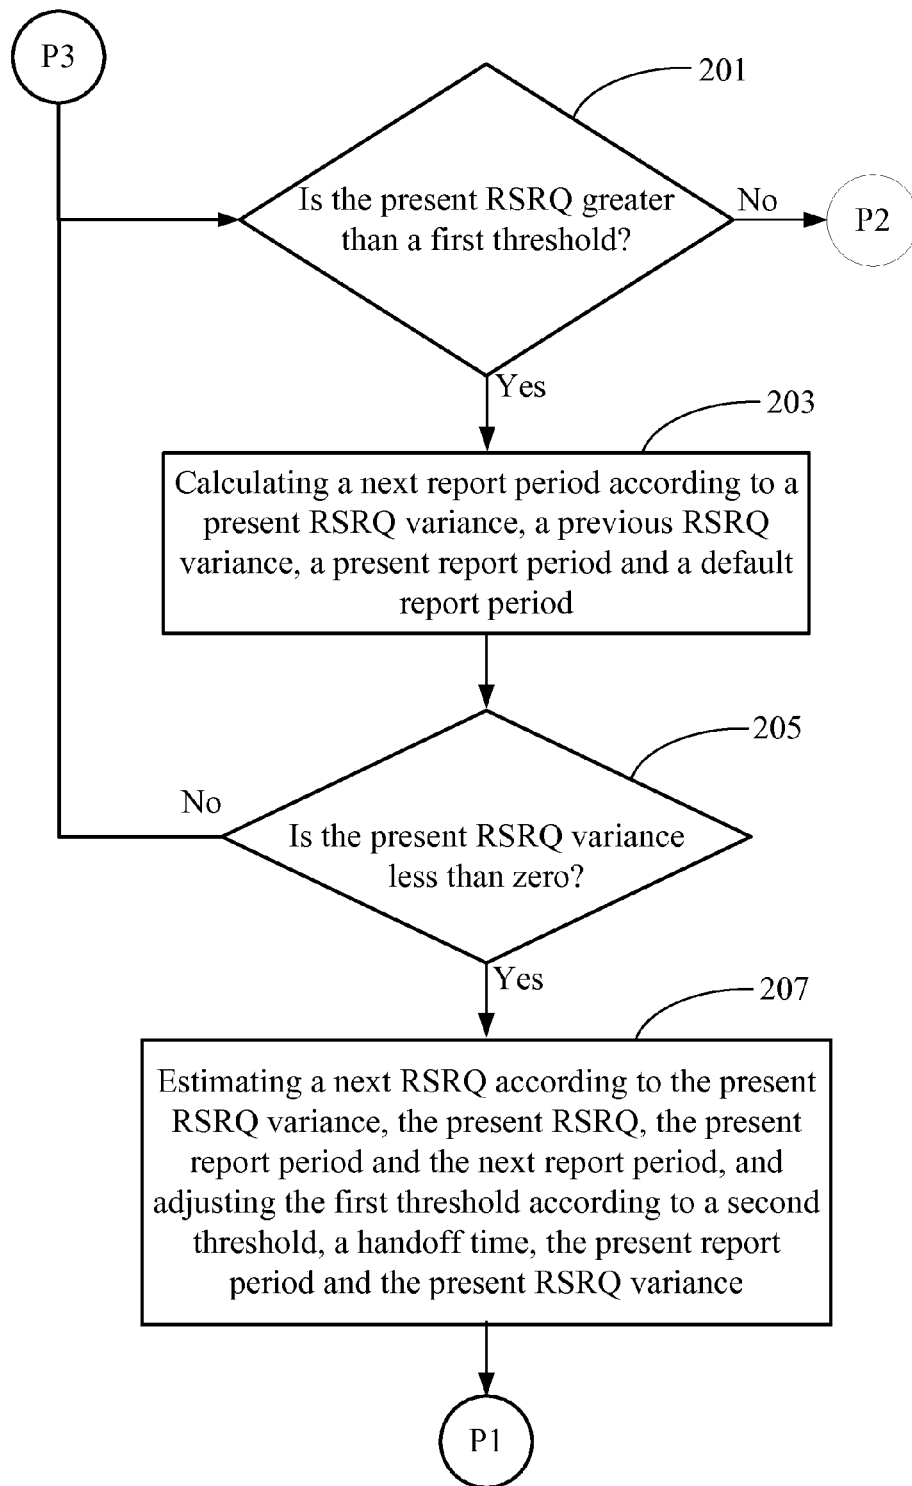 P3
201
Is the present RSRQ greater
than a first threshold?
No
P2
Yes
203
Calculating a next report period according to a
present RSRQ variance, a previous RSRQ
variance, a present report period and a default
report period
205
No
Is the present RSRQ variance
less than zero?
Yes
207
Estimating a next RSRQ according to the present
RSRQ variance, the present RSRQ, the present
report period and the next report period, and
adjusting the first threshold according to a second
threshold, a handoff time, the present report
period and the present RSRQ variance
P1